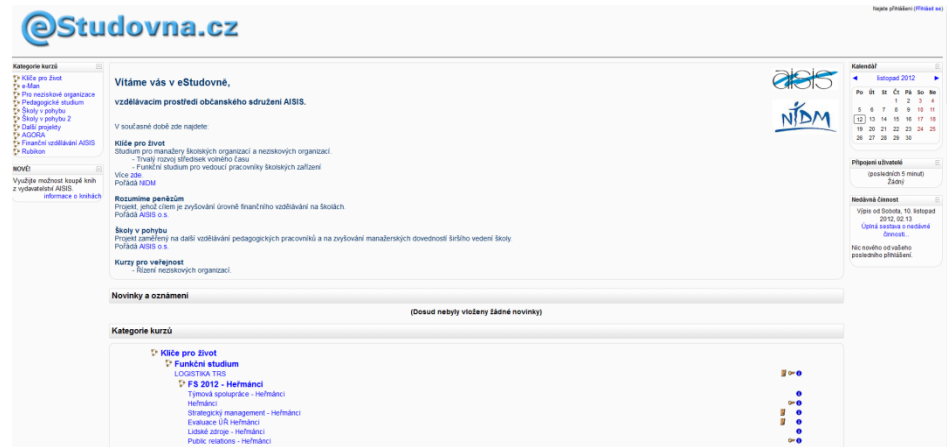 eStudovna.cz
Nejste přihlášeni (Přihlásit se)
Kategorie kurzů
Klíče pro život
e-Man
Pro neziskové organizace
Pedagogické studium
Školy v pohybu
Školy v pohybu 2
Další projekty
AGORA
Finanční vzdělávání AISIS
Rubikon
NOVÉ!
Využijte možnost koupě knih
z vydavatelství AISIS.
informace o knihách
Vítáme vás v eStudovně,
vzdělávacím prostředí občanského sdružení AISIS.
V současné době zde najdete:
Klíče pro život
Studium pro manažery školských organizací a neziskových organizací.
- Trvalý rozvoj středisek volného času
- Funkční studium pro vedoucí pracovníky školských zařízení
Více zde.
Pořádá NIDM
Rozumíme penězům
Projekt, jehož cílem je zvyšování úrovně finančního vzdělávání na školách.
Pořádá AISIS o.s.
Školy v pohybu
Projekt zaměřený na další vzdělávání pedagogických pracovníků a na zvyšování manažerských dovedností širšího vedení školy.
Pořádá AISIS o.s.
Kurzy pro veřejnost
- Řízení neziskových organizací.
aisis
NIDM
Novinky a oznámení
(Dosud nebyly vloženy žádné novinky)
Kategorie kurzů
Klíče pro život
Funkční studium
LOGISTIKA TRS
FS 2012 - Heřmánci
Týmová spolupráce - Heřmánci
Heřmánci
Strategický management - Heřmánci
Evaluace ÚŘ Heřmánci
Lidské zdroje - Heřmánci
Public relations - Heřmánci
Kalendář
listopad 2012
Po Út St Čt Pá So Ne
1 2 3 4
5 6 7 8 9 10 11
12 13 14 15 16 17 18
19 20 21 22 23 24 25
26 27 28 29 30
Připojení uživatelé
(posledních 5 minut)
Žádný
Nedávná činnost
Výpis od Sobota, 10. listopad
2012, 02.13
Úplná sestava o nedávné
činnosti...
Nic nového od vašeho
posledního přihlášení.